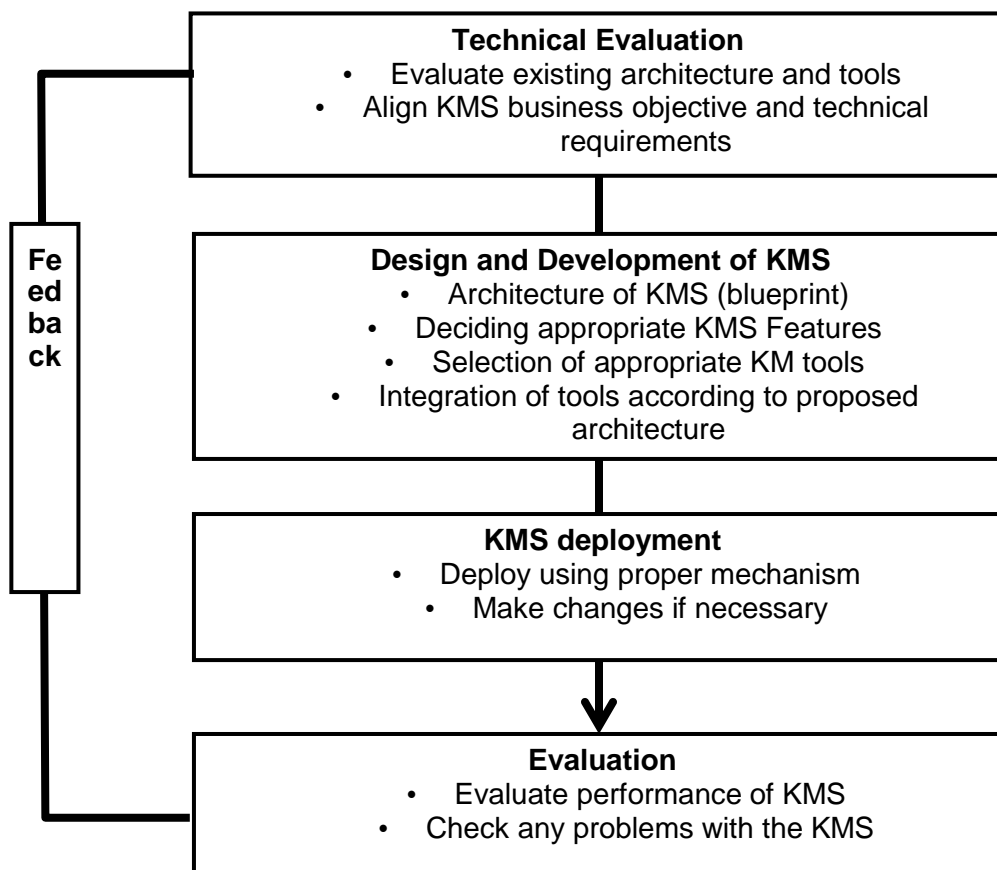 Technical Evaluation
• Evaluate existing architecture and tools
• Align KMS business objective and technical
requirements
Fe
ed
ba
ck
Design and Development of KMS
• Architecture of KMS (blueprint)
• Deciding appropriate KMS Features
• Selection of appropriate KM tools
• Integration of tools according to proposed
architecture
KMS deployment
• Deploy using proper mechanism
• Make changes if necessary
Evaluation
• Evaluate performance of KMS
• Check any problems with the KMS